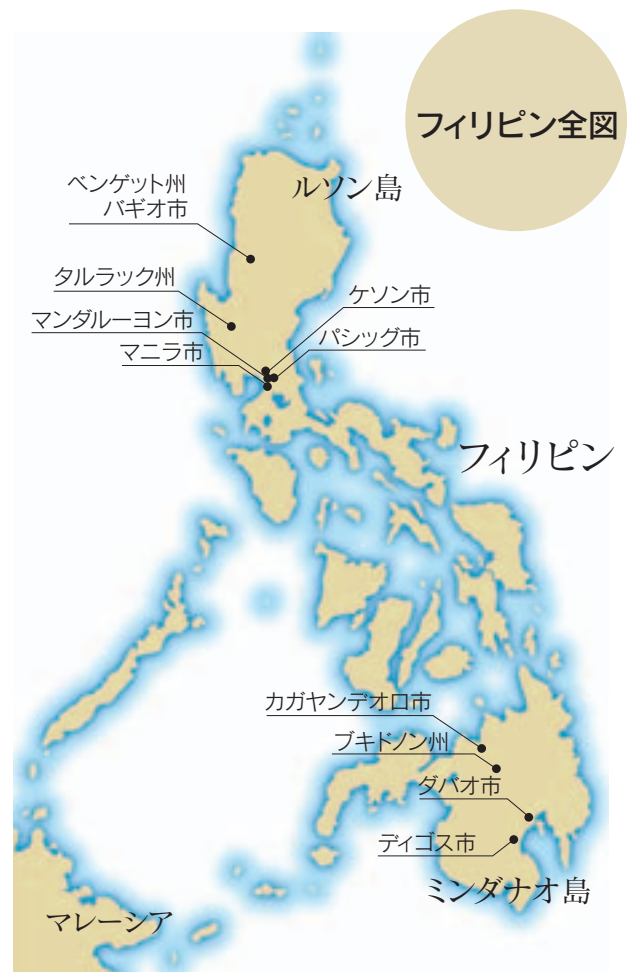 フィリピン全図
ルソン島
ベンゲット州
バギオ市
タルラック州
ケソン市
マンダルーヨン市
パシッグ市
マニラ市
フィリピン
カガヤンデオロ市
ブキドノン州
ダバオ市
ディゴス市
ミンダナオ島
マレーシア